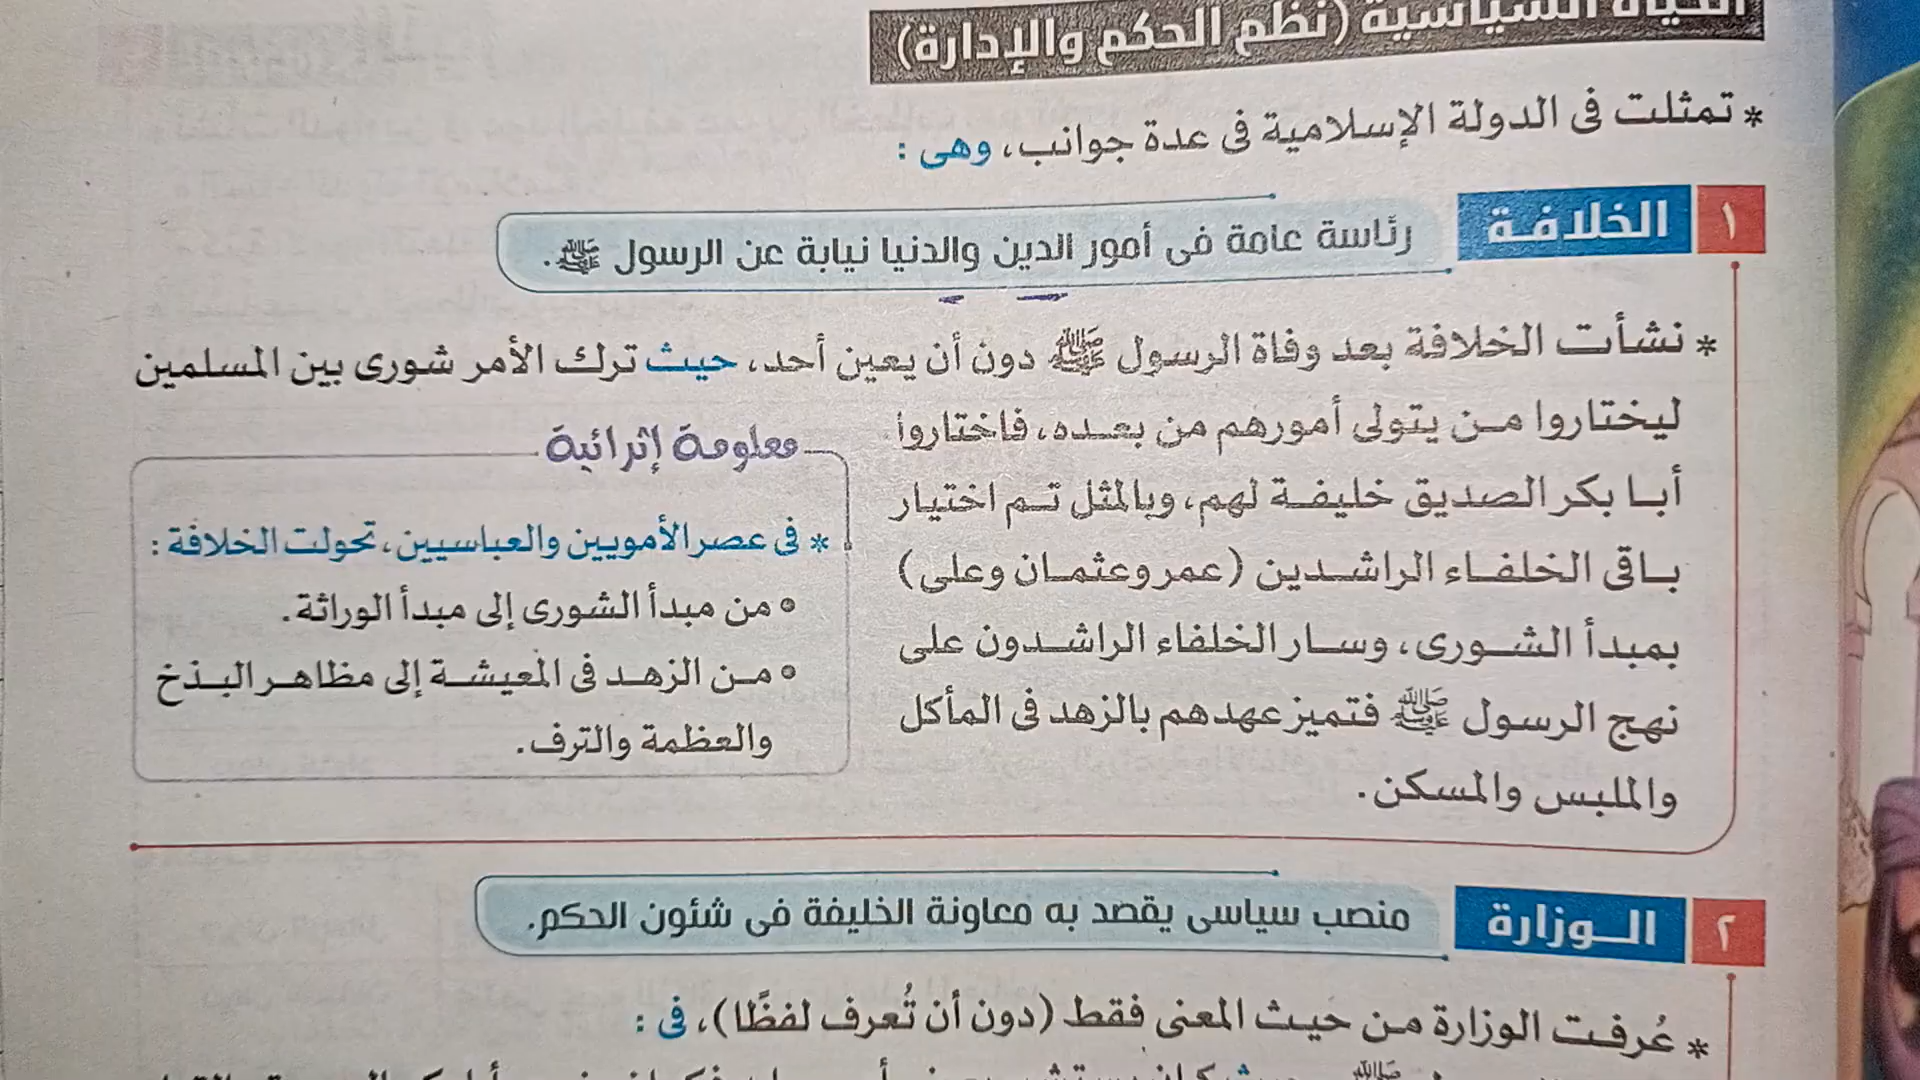 الحياة السياسية (نظم الحكم والإدارة)
* تمثلت فى الدولة الإسلامية فى عدة جوانب، وهى :
١ الخلافة رئاسة عامة فى أمور الدين والدنيا نيابة عن الرسول ﷺ.
* نشأت الخلافة بعد وفاة الرسول ﷺ دون أن يعين أحد، حيث ترك الأمر شورى بين المسلمين
ليختاروا من يتولى أمورهم من بعده، فاختاروا
أبا بكر الصديق خليفة لهم، وبالمثل تم اختيار
باقى الخلفاء الراشدين (عمر وعثمان وعلى)
بمبدأ الشورى، وسار الخلفاء الراشدون على
نهج الرسول ﷺ فتميز عهدهم بالزهد فى المأكل
والملبس والمسكن.
معلومة إثرائية
* فى عصر الأمويين والعباسيين، تحولت الخلافة :
• من مبدأ الشورى إلى مبدأ الوراثة.
• من الزهد فى المعيشة إلى مظاهر البذخ
والعظمة والترف.
٢ الوزارة منصب سياسى يقصد به معاونة الخليفة فى شئون الحكم.
* عُرفت الوزارة من حيث المعنى فقط (دون أن تُعرف لفظًا)، فى :